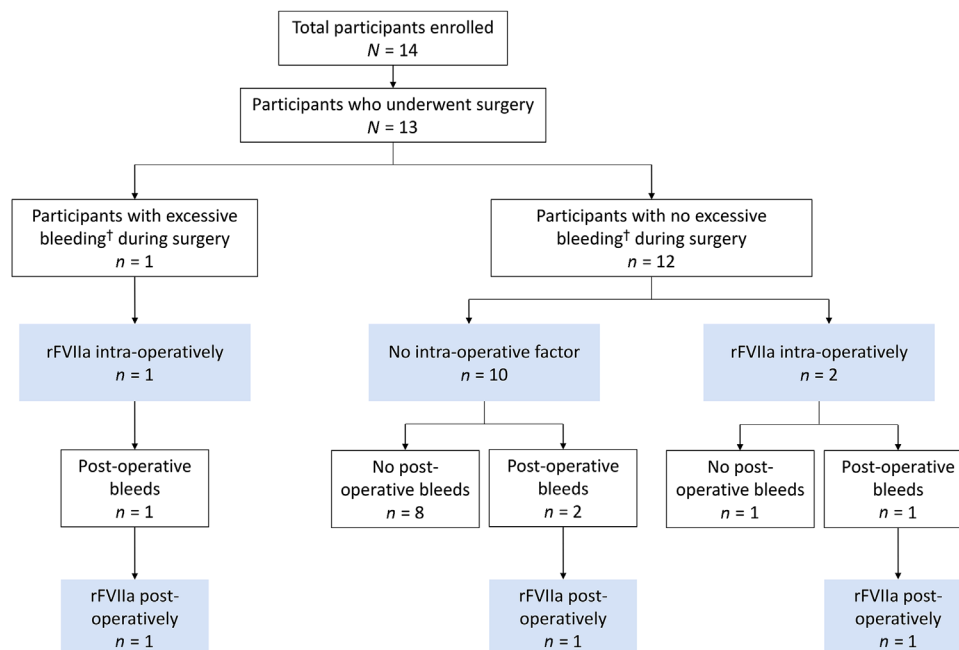 Total participants enrolled
N = 14
Participants who underwent surgery
N = 13
Participants with excessive
bleeding† during surgery
n = 1
Participants with no excessive
bleeding† during surgery
n = 12
rFVIIa intra-operatively
n = 1
No intra-operative factor
n = 10
rFVIIa intra-operatively
n = 2
Post-operative
bleeds
n = 1
No post-
operative bleeds
n = 8
Post-operative
bleeds
n = 2
No post-
operative bleeds
n = 1
Post-operative
bleeds
n = 1
rFVIIa post-
operatively
n = 1
rFVIIa post-
operatively
n = 1
rFVIIa post-
operatively
n = 1